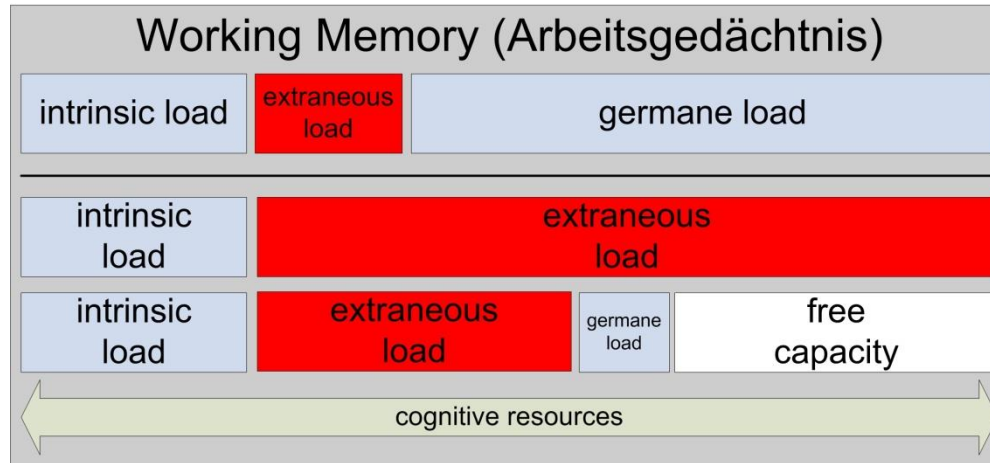 Working Memory (Arbeitsgedächtnis)
intrinsic load
extraneous
load
germane load
intrinsic
load
extraneous
load
intrinsic
load
extraneous
load
germane
load
free
capacity
cognitive resources